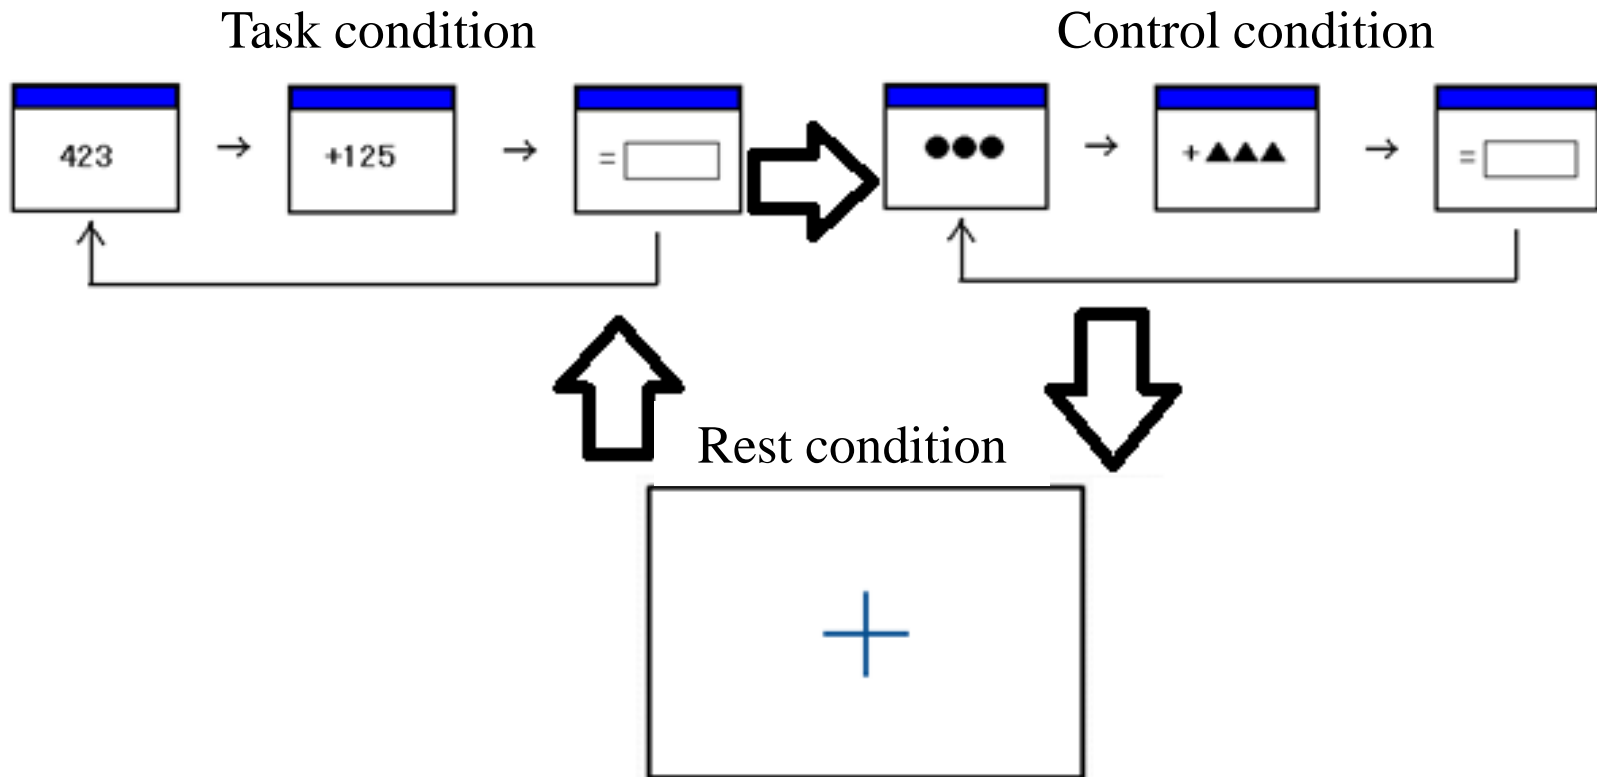 Task condition
Control condition
423 → +125 → =
●●● → +▲▲▲ → =
Rest condition